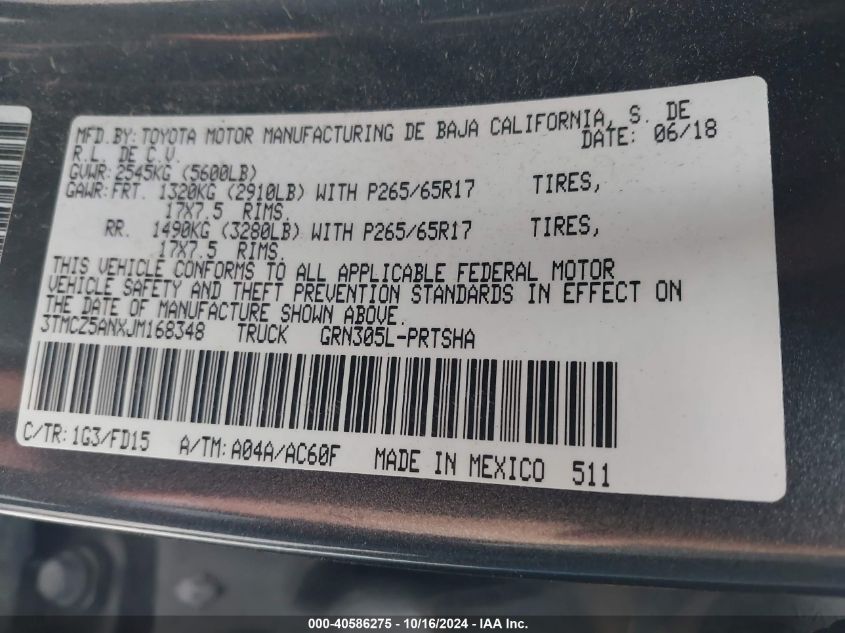 MFD.BY: TOYOTA MOTOR MANUFACTURING DE BAJA CALIFORNIA, S. DE
R.L. DE C.V. DATE: 06/18
GVWR: 2545KG (5600LB)
GAWR: FRT. 1320KG (2910LB) WITH P265/65R17 TIRES,
17X7.5 RIMS.
RR. 1490KG (3280LB) WITH P265/65R17 TIRES,
17X7.5 RIMS.
THIS VEHICLE CONFORMS TO ALL APPLICABLE FEDERAL MOTOR
VEHICLE SAFETY AND THEFT PREVENTION STANDARDS IN EFFECT ON
THE DATE OF MANUFACTURE SHOWN ABOVE.
3TMCZ5ANXJM168348 TRUCK GRN305L-PRTSHA
C/TR: 1G3/FD15 A/TM: A04A/AC60F MADE IN MEXICO 511
000-40586275 - 10/16/2024 - IAA Inc.